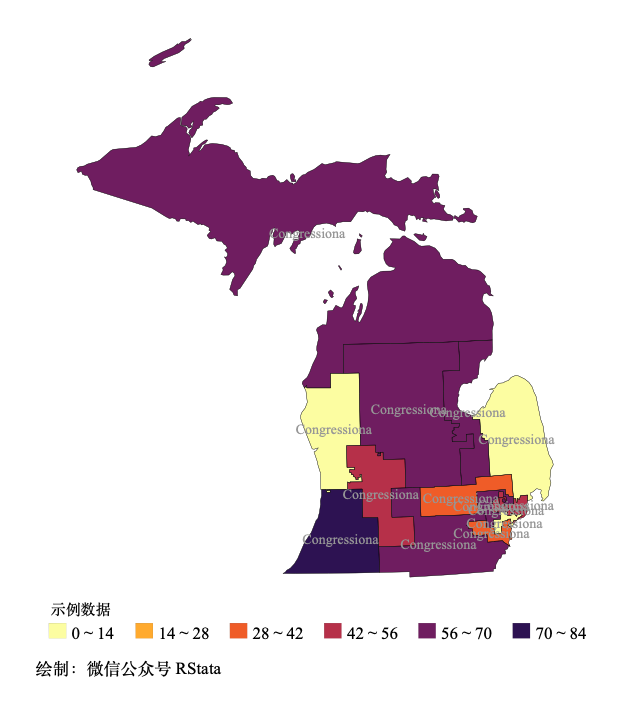 Congressiona
Congressiona
Congressiona
Congressiona
Congressiona
Congressiona
Congressiona
Congressiona
Congressiona
Congressiona
Congressiona
Congressiona
示例数据
0 ~ 14
14 ~ 28
28 ~ 42
42 ~ 56
56 ~ 70
70 ~ 84
绘制：微信公众号 RStata